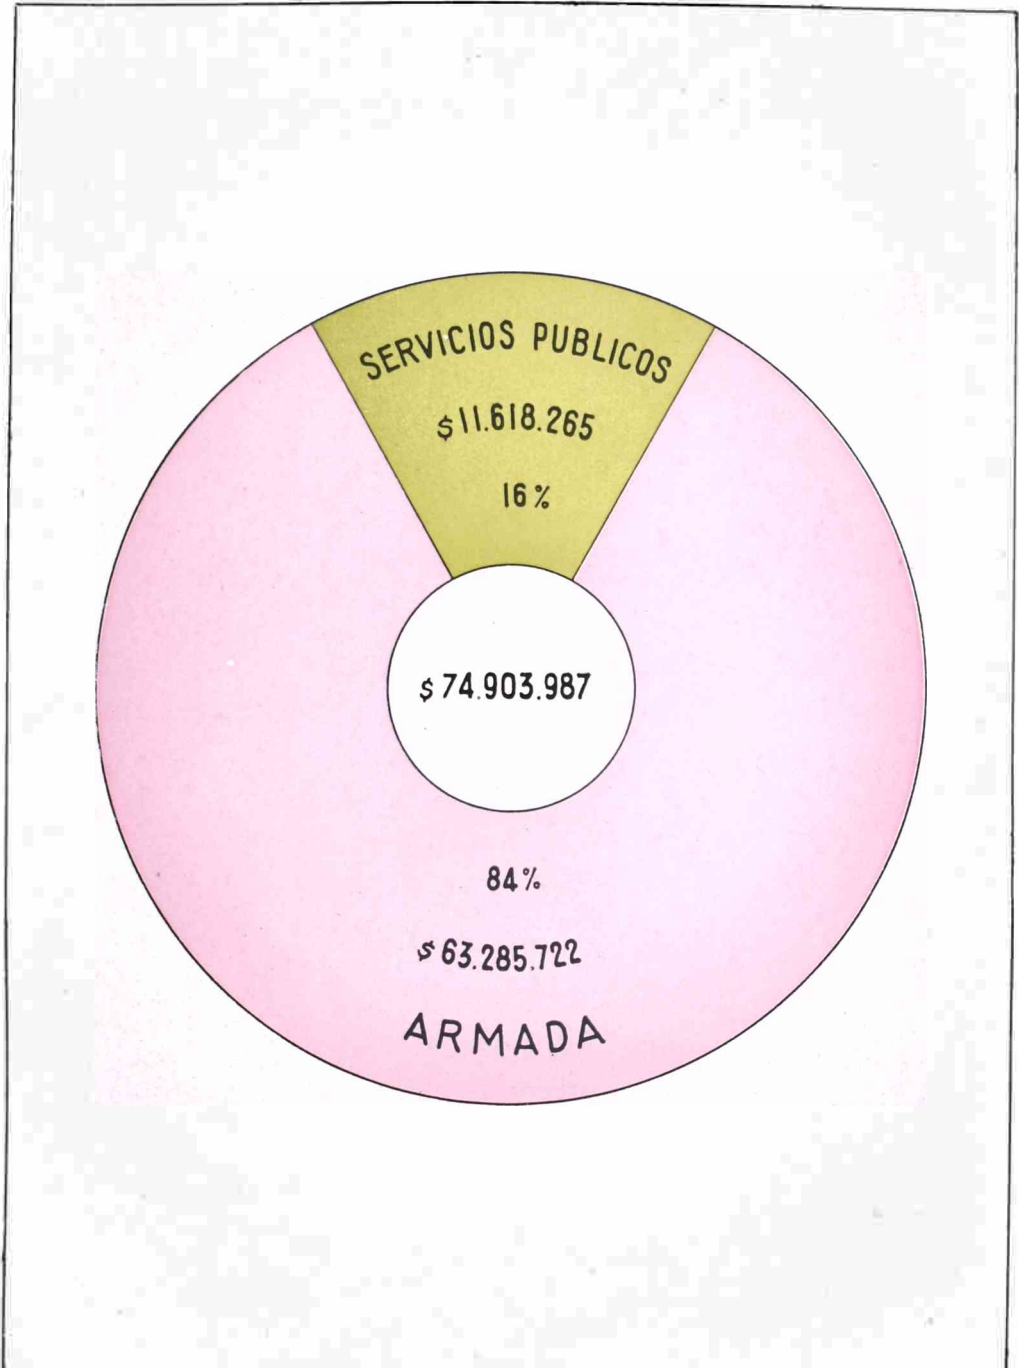 SERVICIOS PUBLICOS
$11.618.265
16%
$ 74.903.987
84%
$ 63.285.722
ARMADA